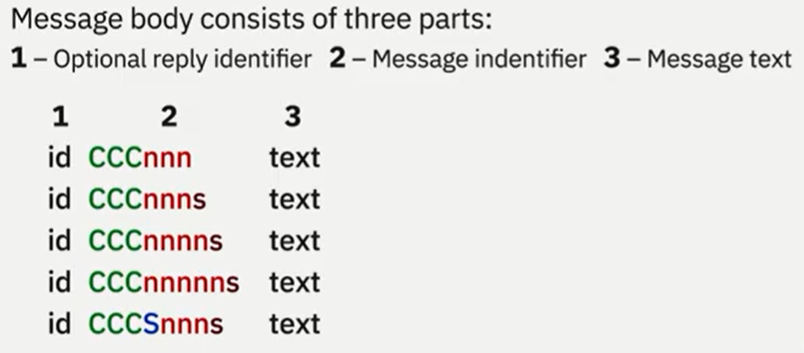 Message body consists of three parts:
1 – Optional reply identifier 2 – Message indentifier 3 – Message text
1 2 3
id CCCnnn text
id CCCnnns text
id CCCnnnns text
id CCCnnnnns text
id CCCSnnns text